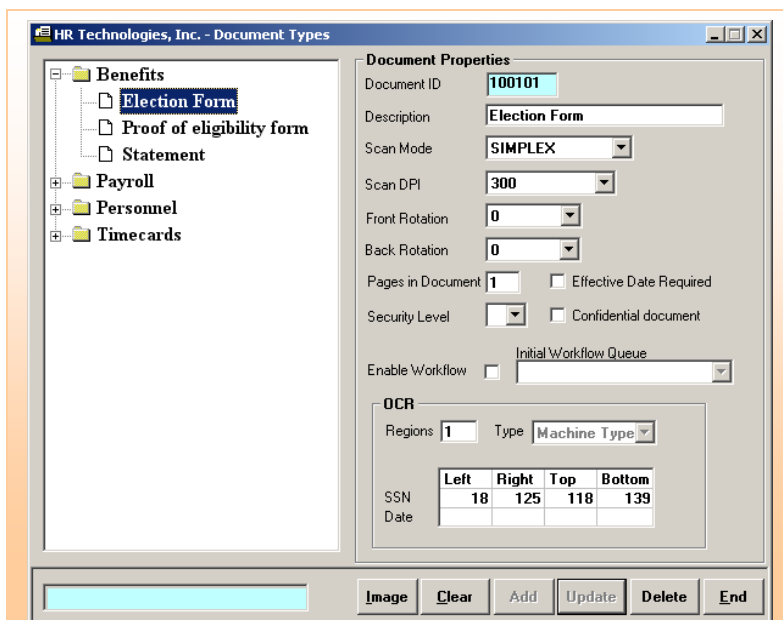 HR Technologies, Inc. - Document Types
Benefits
Election Form
Proof of eligibility form
Statement
Payroll
Personnel
Timecards
Document Properties
Document ID 100101
Description Election Form
Scan Mode SIMPLEX
Scan DPI 300
Front Rotation 0
Back Rotation 0
Pages in Document 1 Effective Date Required
Security Level Confidential document
Initial Workflow Queue
Enable Workflow
OCR
Regions 1 Type Machine Type
Left Right Top Bottom
SSN 18 125 118 139
Date
Image Clear Add Update Delete End